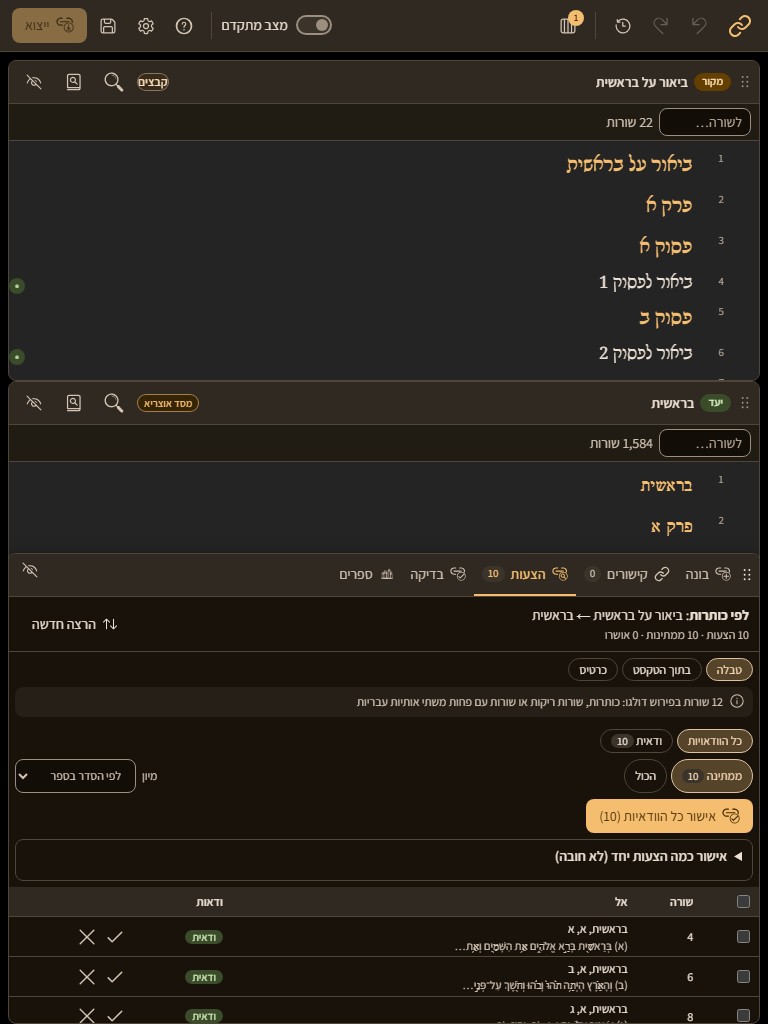 1
מצב מתקדם
ייצוא
מקור
ביאור על בראשית
קבצים
לשורה...
22 שורות
1 ביאור על בראשית
2 פרק א
3 פסוק א
4 ביאור לפסוק 1
5 פסוק ב
6 ביאור לפסוק 2
יעד
בראשית
מסד אוצריא
לשורה...
1,584 שורות
1 בראשית
2 פרק א
בונה
קישורים 0
הצעות 10
בדיקה
ספרים
לפי כותרות: ביאור על בראשית ← בראשית
10 הצעות · 10 ממתינות · 0 אושרו
הרצה חדשה
טבלה
בתוך הטקסט
כרטיס
12 שורות בפירוש דולגו: כותרות, שורות ריקות או שורות עם פחות משתי אותיות עבריות
כל הוודאויות
ודאית 10
ממתינה 10
הכול
מיון
לפי הסדר בספר
אישור כל הוודאיות (10)
אישור כמה הצעות יחד (לא חובה)
שורה
אל
ודאות
4
בראשית, א, א
(א) בְּרֵאשִׁ֖ית בָּרָ֣א אֱלֹהִ֑ים אֵ֥ת הַשָּׁמַ֖יִם וְאֵ֥ת...
ודאית
6
בראשית, א, ב
(ב) וְהָאָ֗רֶץ הָיְתָ֥ה תֹ֙הוּ֙ וָבֹ֔הוּ וְחֹ֖שֶׁךְ עַל־פְּנֵ֣י...
ודאית
8
בראשית, א, ג
ודאית